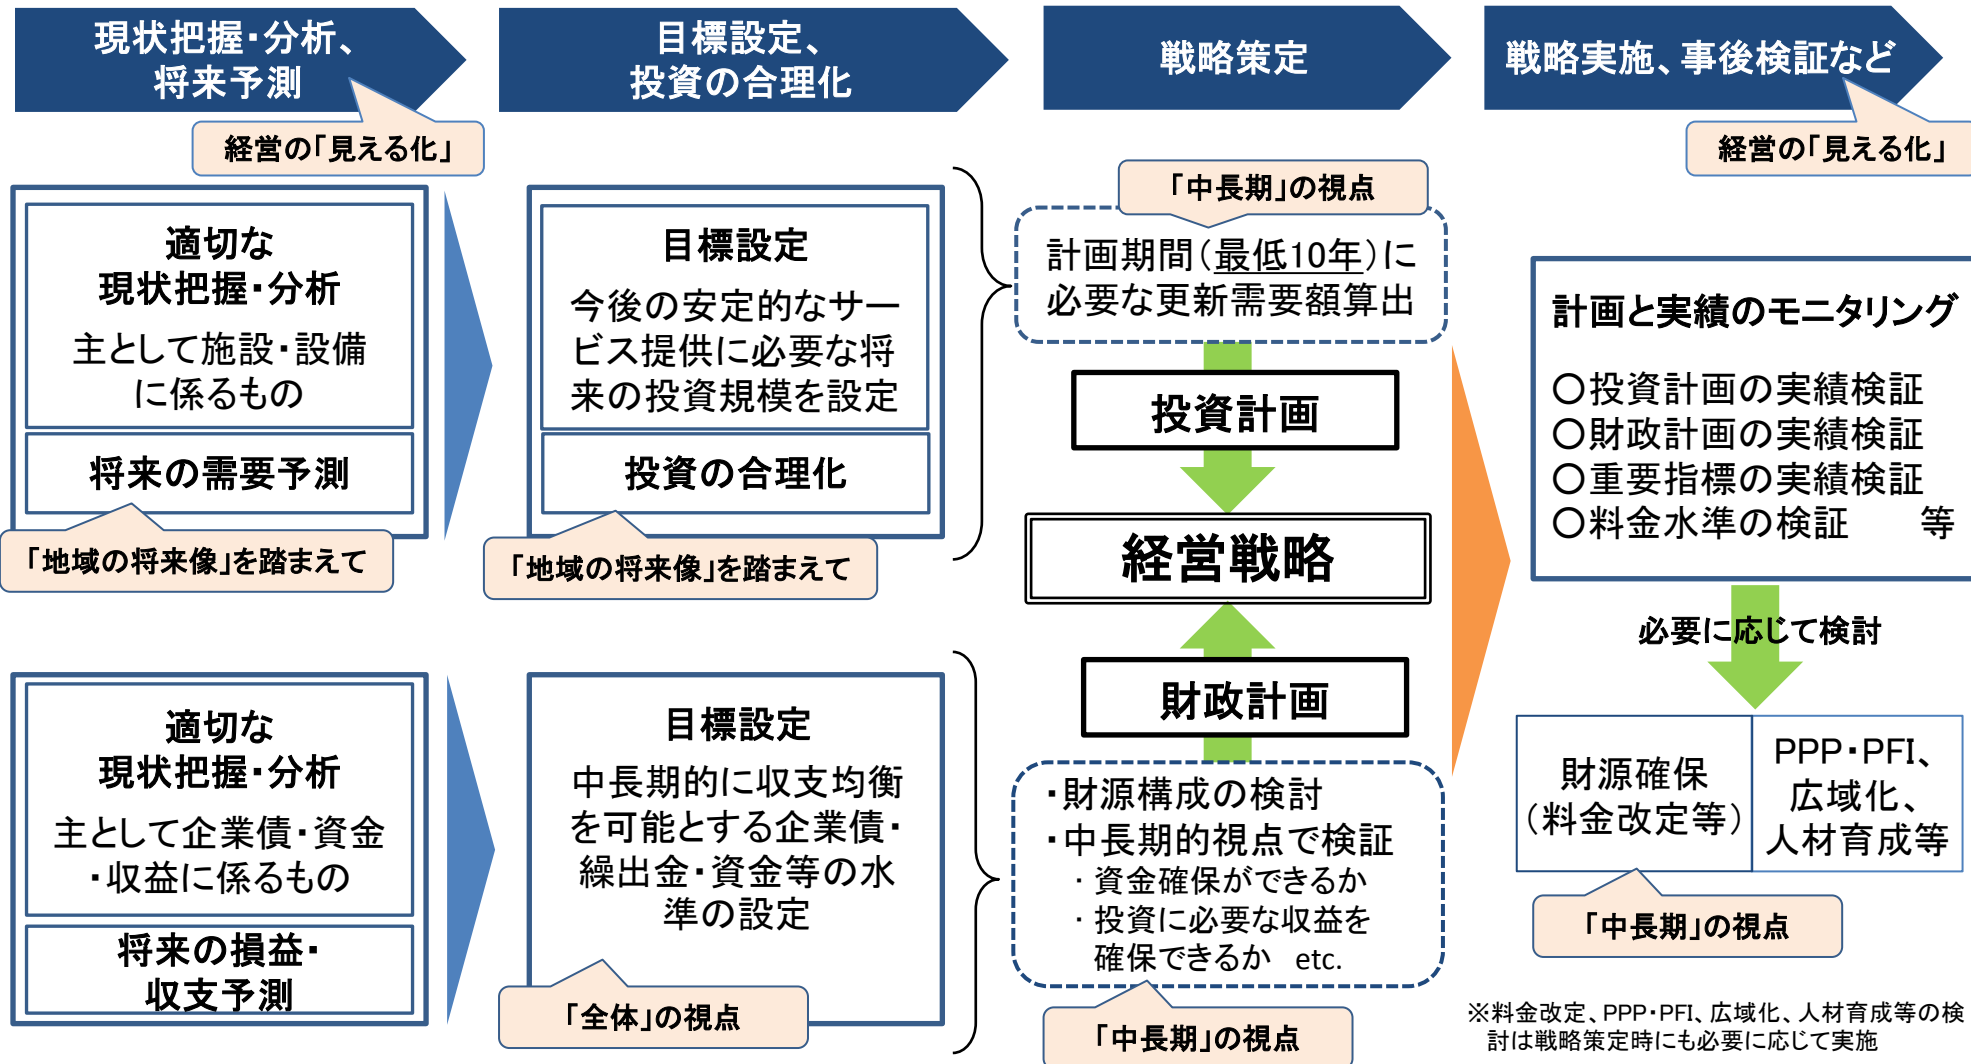 現状把握・分析、
将来予測
目標設定、
投資の合理化
戦略策定
戦略実施、事後検証など
経営の「見える化」
経営の「見える化」
適切な
現状把握・分析
主として施設・設備
に係るもの
将来の需要予測
「地域の将来像」を踏まえて
目標設定
今後の安定的なサー
ビス提供に必要な将
来の投資規模を設定
投資の合理化
「地域の将来像」を踏まえて
「中長期」の視点
計画期間（最低10年）に
必要な更新需要額算出
投資計画
経営戦略
財政計画
・財源構成の検討
・中長期的視点で検証
・資金確保ができるか
・投資に必要な収益を
確保できるか etc.
「中長期」の視点
適切な
現状把握・分析
主として企業債・資金
・収益に係るもの
将来の損益・
収支予測
目標設定
中長期的に収支均衡
を可能とする企業債・
繰出金・資金等の水
準の設定
「全体」の視点
計画と実績のモニタリング
○投資計画の実績検証
○財政計画の実績検証
○重要指標の実績検証
○料金水準の検証　等
必要に応じて検討
財源確保
（料金改定等）
PPP・PFI、
広域化、
人材育成等
「中長期」の視点
※料金改定、PPP・PFI、広域化、人材育成等の検
討は戦略策定時にも必要に応じて実施